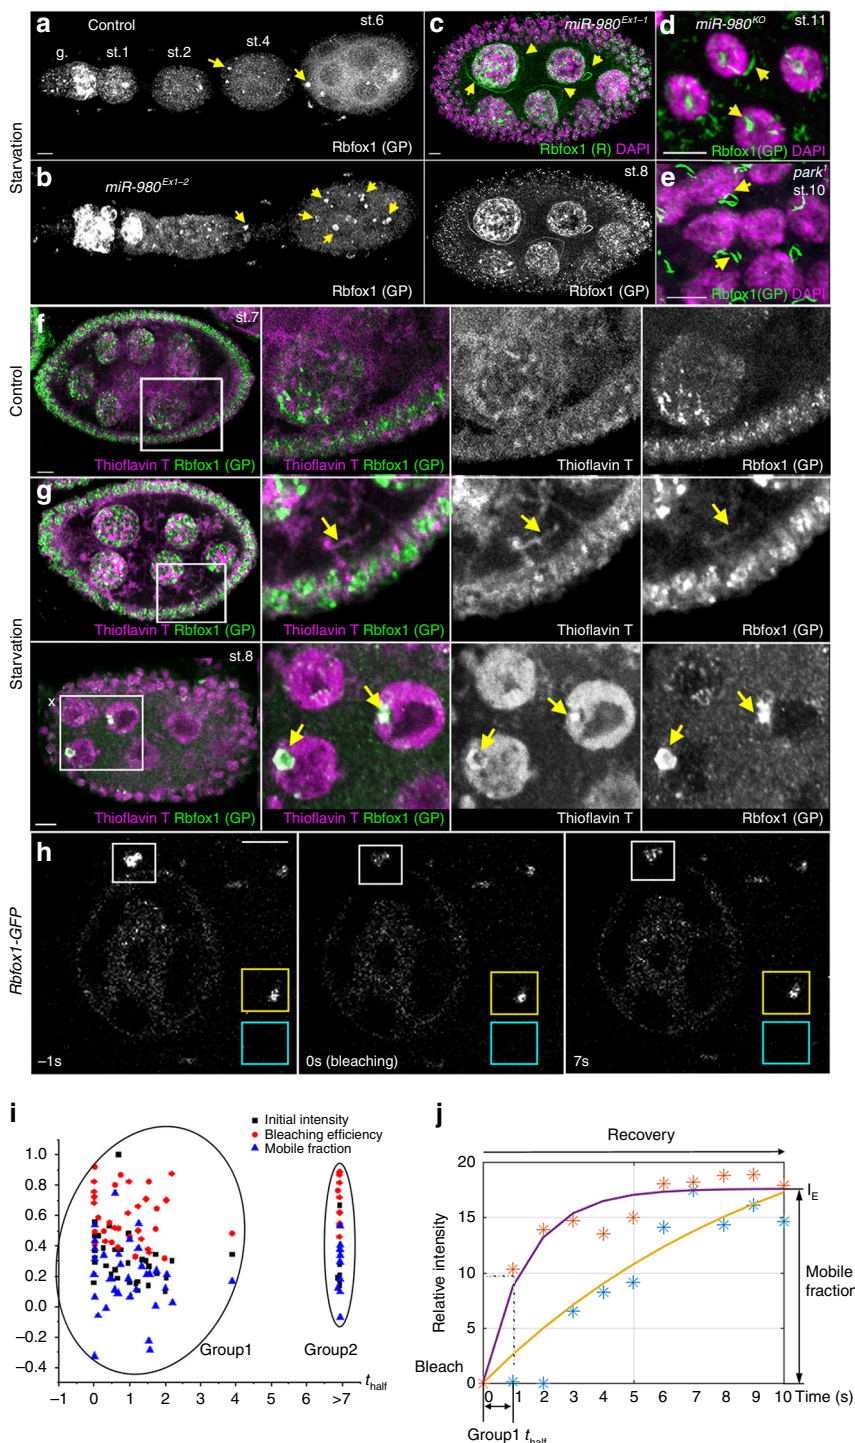 a
Control
g.
st.1
st.2
st.4
st.6
Rbfox1 (GP)
Starvation
b
miR-980Ex1–2
Rbfox1 (GP)
c
miR-980Ex1–1
Rbfox1 (R) DAPI
st.8
Rbfox1 (GP)
d
miR-980KO
st.11
Rbfox1(GP) DAPI
e
park1
st.10
Rbfox1(GP) DAPI
f
st.7
Control
Thioflavin T Rbfox1 (GP)
Thioflavin T Rbfox1 (GP)
Thioflavin T
Rbfox1 (GP)
g
Thioflavin T Rbfox1 (GP)
Thioflavin T Rbfox1 (GP)
Thioflavin T
Rbfox1 (GP)
Starvation
st.8
x
Thioflavin T Rbfox1 (GP)
Thioflavin T Rbfox1 (GP)
Thioflavin T
Rbfox1 (GP)
h
Rbfox1-GFP
–1s
0s (bleaching)
7s
i
Initial intensity
Bleaching efficiency
Mobile fraction
1.0
0.8
0.6
0.4
0.2
0.0
–0.2
–0.4
Group1
Group2
–1
0
1
2
3
4
5
6
>7
thalf
j
Recovery
20
15
10
5
0
Relative intensity
IE
Mobile
fraction
Bleach
0 1 2 3 4 5 6 7 8 9 10 Time (s)
Group1 thalf